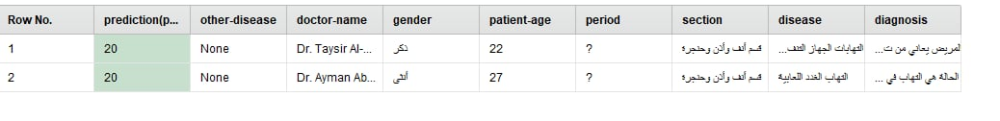 Row No. prediction(p... other-disease doctor-name gender patient-age period section disease diagnosis
1 20 None Dr. Taysir Al-... ذكر 22 ? قسم أنف وأذن وحنجرة التهابات الجهاز التنف... المريض يعاني من ت...
2 20 None Dr. Ayman Ab... أنثى 27 ? قسم أنف وأذن وحنجرة التهاب الغدد اللعابية الحالة هي التهاب في ...